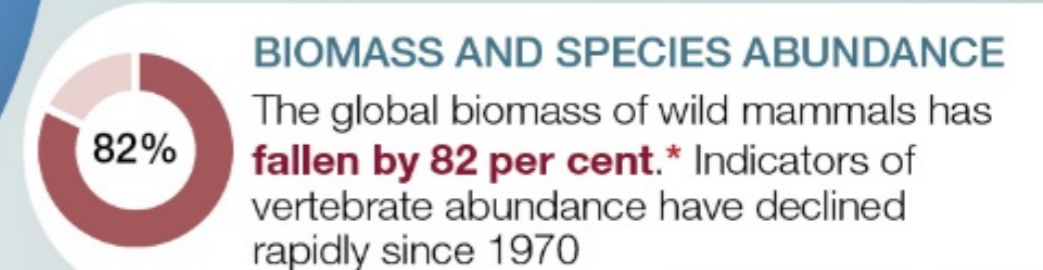 BIOMASS AND SPECIES ABUNDANCE
The global biomass of wild mammals has
82%
fallen by 82 per cent.* Indicators of
vertebrate abundance have declined
rapidly since 1970